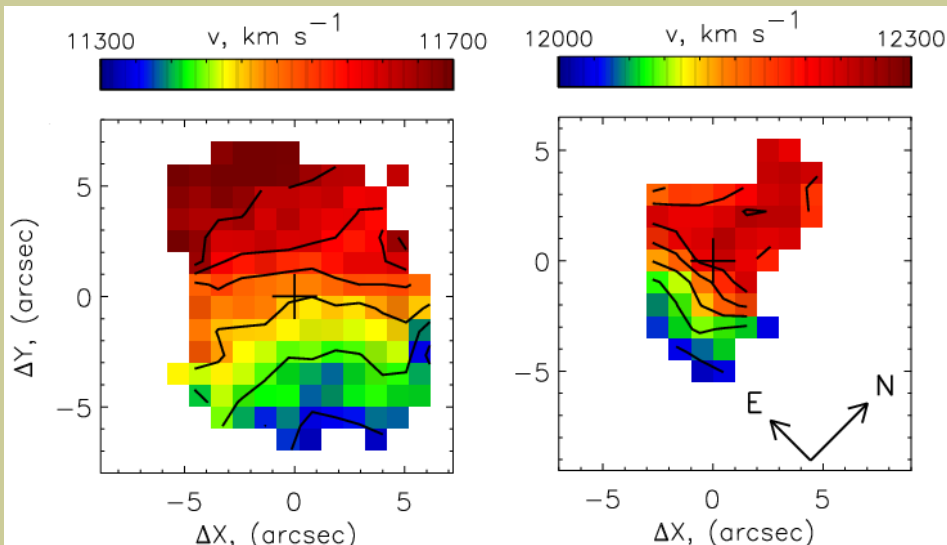 11300 v, km s⁻¹ 11700
12000 v, km s⁻¹ 12300
5
0
−5
ΔY, (arcsec)
−5 0 5
ΔX, (arcsec)
5
0
−5
E N
−5 0 5
ΔX, (arcsec)